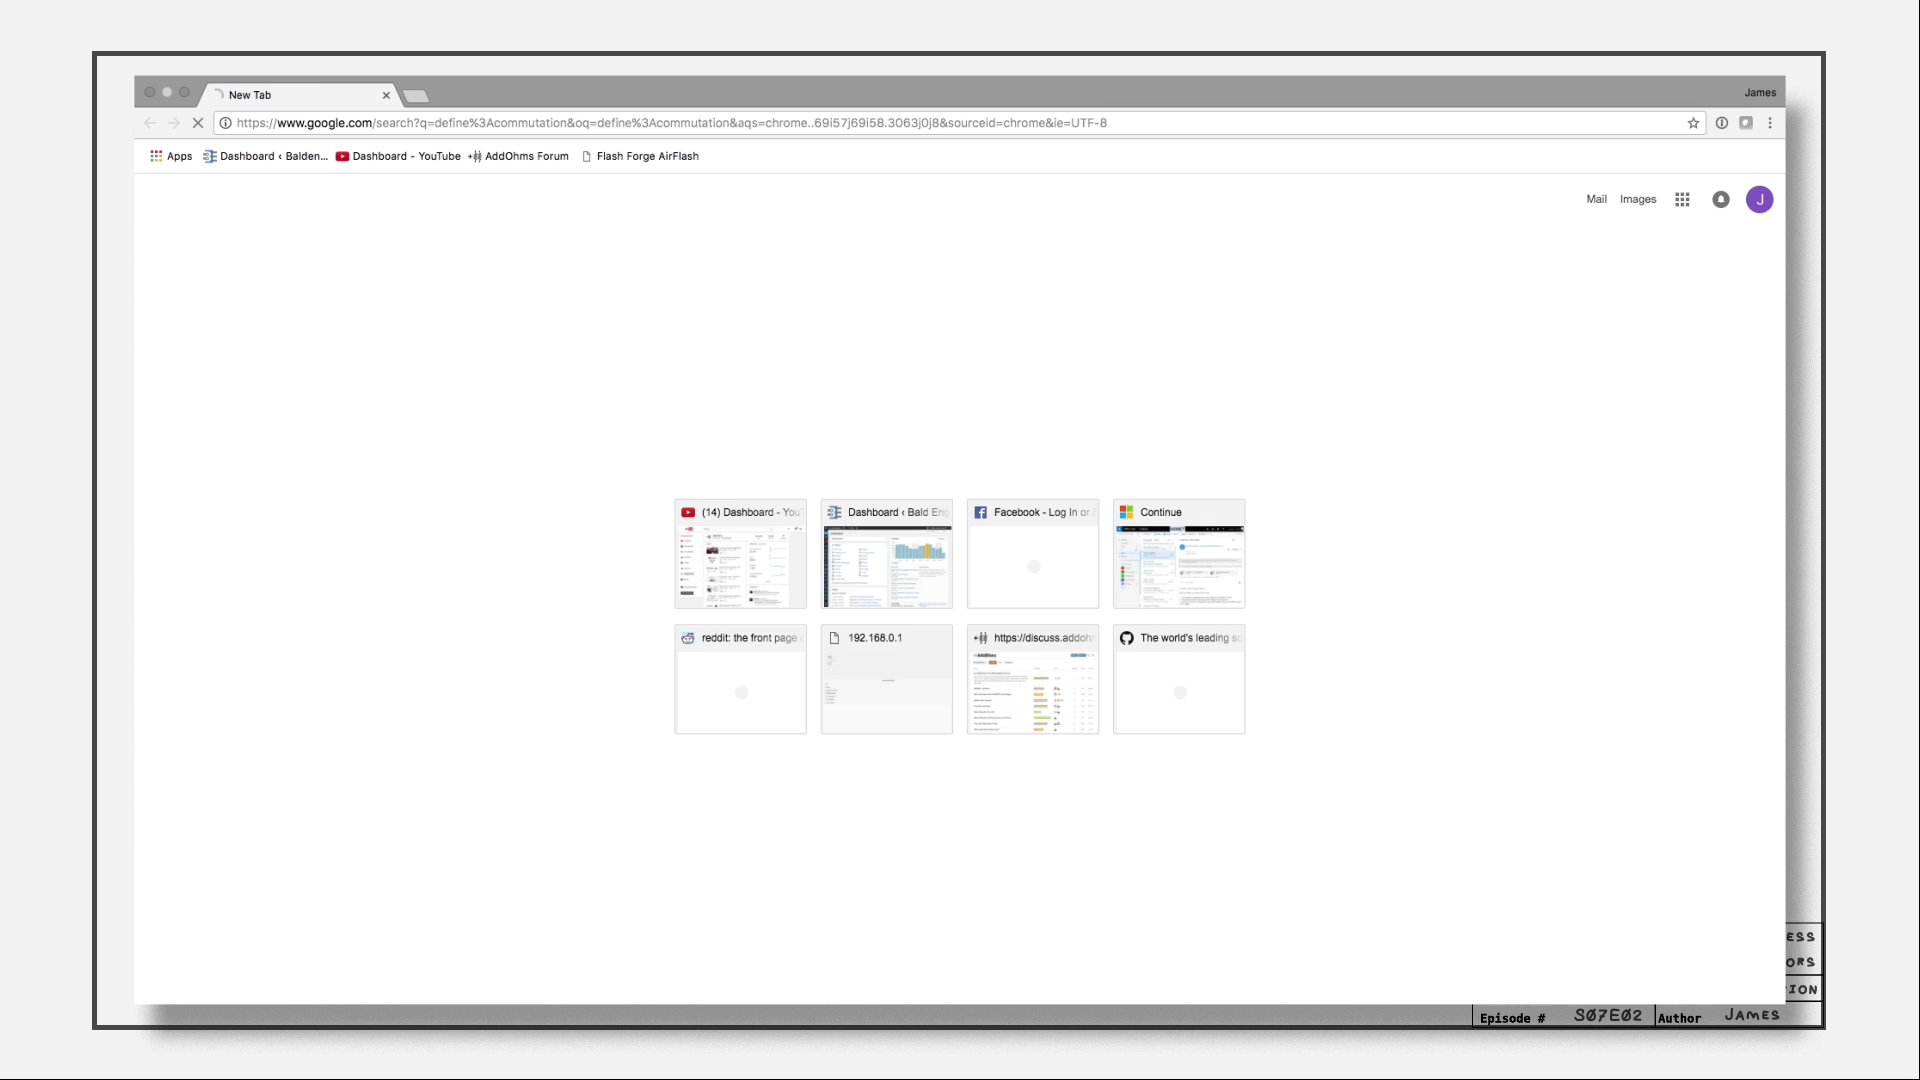 New Tab
James
https://www.google.com/search?q=define%3Acommutation&oq=define%3Acommutation&aqs=chrome..69i57j69i58.3063j0j8&sourceid=chrome&ie=UTF-8
Apps Dashboard ‹ Balden... Dashboard - YouTube AddOhms Forum Flash Forge AirFlash
Mail Images J
(14) Dashboard - You Dashboard ‹ Bald Eng Facebook - Log In or Continue
reddit: the front page 192.168.0.1 https://discuss.addohm The world's leading so
ESS
ORS
ION
Episode # S07E02 Author JAMES